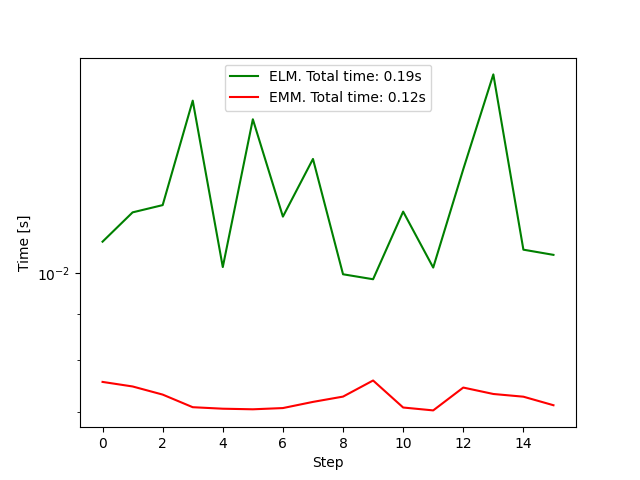 ELM. Total time: 0.19s
EMM. Total time: 0.12s
Time [s]
10⁻²
0 2 4 6 8 10 12 14
Step